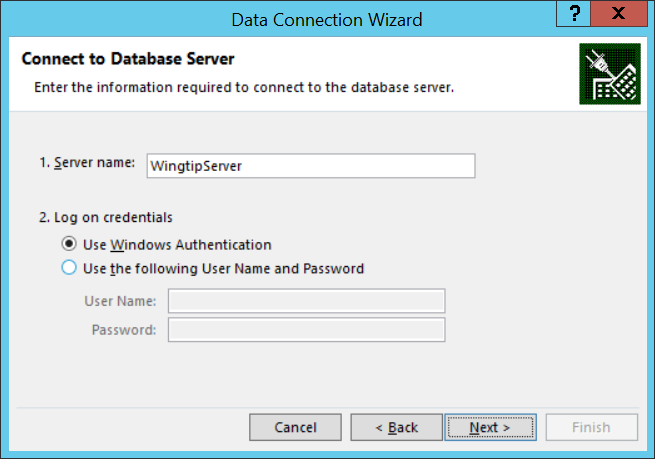 Data Connection Wizard
? X
Connect to Database Server
Enter the information required to connect to the database server.
1. Server name: WingtipServer
2. Log on credentials
Use Windows Authentication
Use the following User Name and Password
User Name:
Password:
Cancel < Back Next > Finish